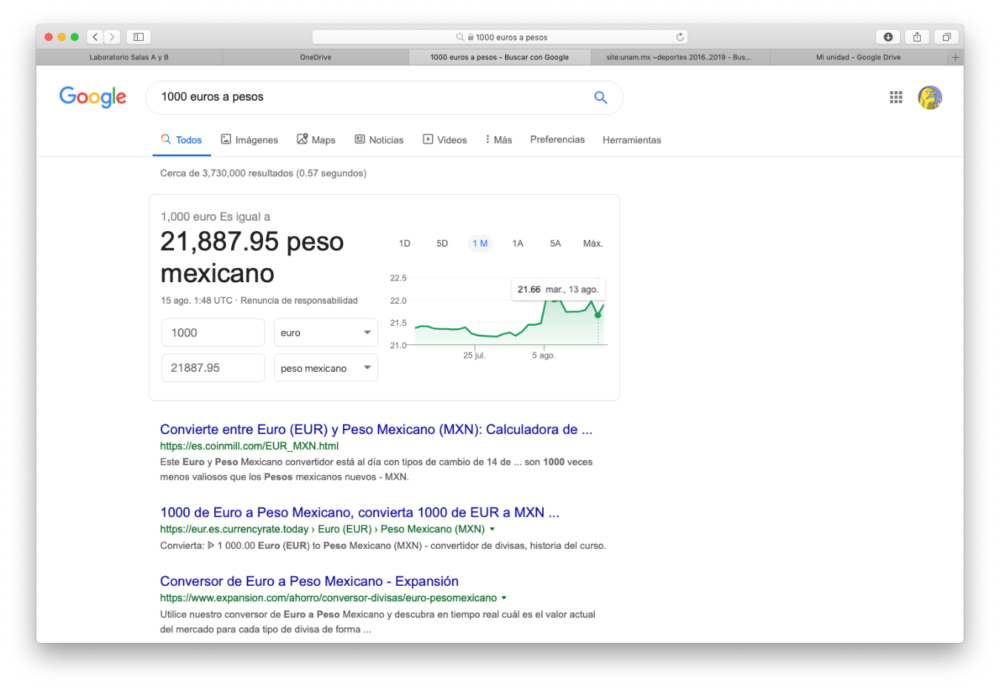 1000 euros a pesos
Laboratorio Salas A y B
OneDrive
1000 euros a pesos - Buscar con Google
site:unam.mx ~deportes 2016..2019 - Bus...
Mi unidad - Google Drive
Google
1000 euros a pesos
Todos
Imágenes
Maps
Noticias
Videos
Más
Preferencias
Herramientas
Cerca de 3,730,000 resultados (0.57 segundos)
1,000 euro Es igual a
21,887.95 peso
mexicano
15 ago. 1:48 UTC · Renuncia de responsabilidad
1000
euro
21887.95
peso mexicano
1D
5D
1 M
1A
5A
Máx.
22.5
21.66 mar., 13 ago.
22.0
21.5
21.0
25 jul.
5 ago.
Convierte entre Euro (EUR) y Peso Mexicano (MXN): Calculadora de ...
https://es.coinmill.com/EUR_MXN.html
Este Euro y Peso Mexicano convertidor está al día con tipos de cambio de 14 de ... son 1000 veces
menos valiosos que los Pesos mexicanos nuevos - MXN.
1000 de Euro a Peso Mexicano, convierta 1000 de EUR a MXN ...
https://eur.es.currencyrate.today › Euro (EUR) › Peso Mexicano (MXN)
Convierta: ᐈ 1 000.00 Euro (EUR) to Peso Mexicano (MXN) - convertidor de divisas, historia del curso.
Conversor de Euro a Peso Mexicano - Expansión
https://www.expansion.com/ahorro/conversor-divisas/euro-pesomexicano
Utilice nuestro conversor de Euro a Peso Mexicano y descubra en tiempo real cuál es el valor actual
del mercado para cada tipo de divisa de forma ...